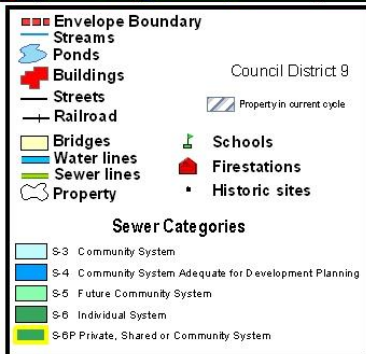 Envelope Boundary
Streams
Ponds
Buildings
Streets
Railroad
Bridges
Water lines
Sewer lines
Property
Council District 9
Property in current cycle
Schools
Firestations
Historic sites
Sewer Categories
S-3 Community System
S-4 Community System Adequate for Development Planning
S-5 Future Community System
S-6 Individual System
S-6P Private, Shared or Community System